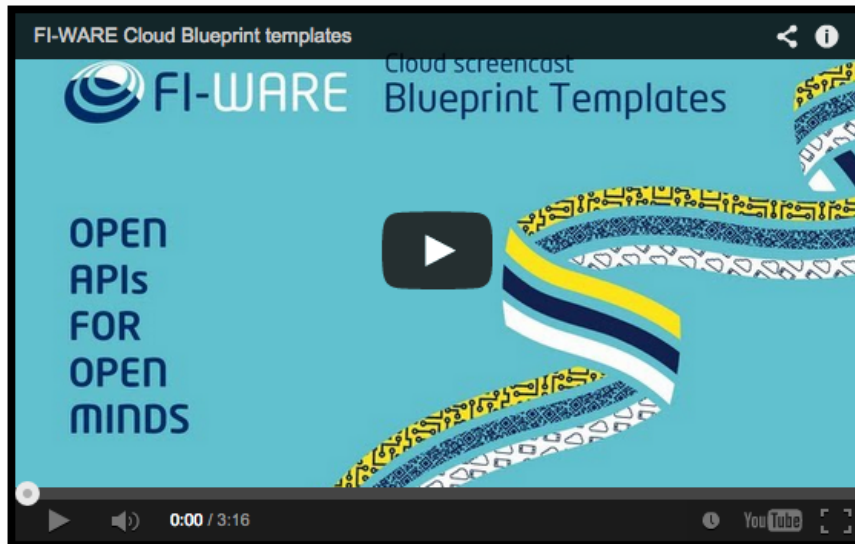 FI-WARE Cloud Blueprint templates
FI-WARE
Cloud screencast
Blueprint Templates
OPEN
APIs
FOR
OPEN
MINDS
0:00 / 3:16
YouTube